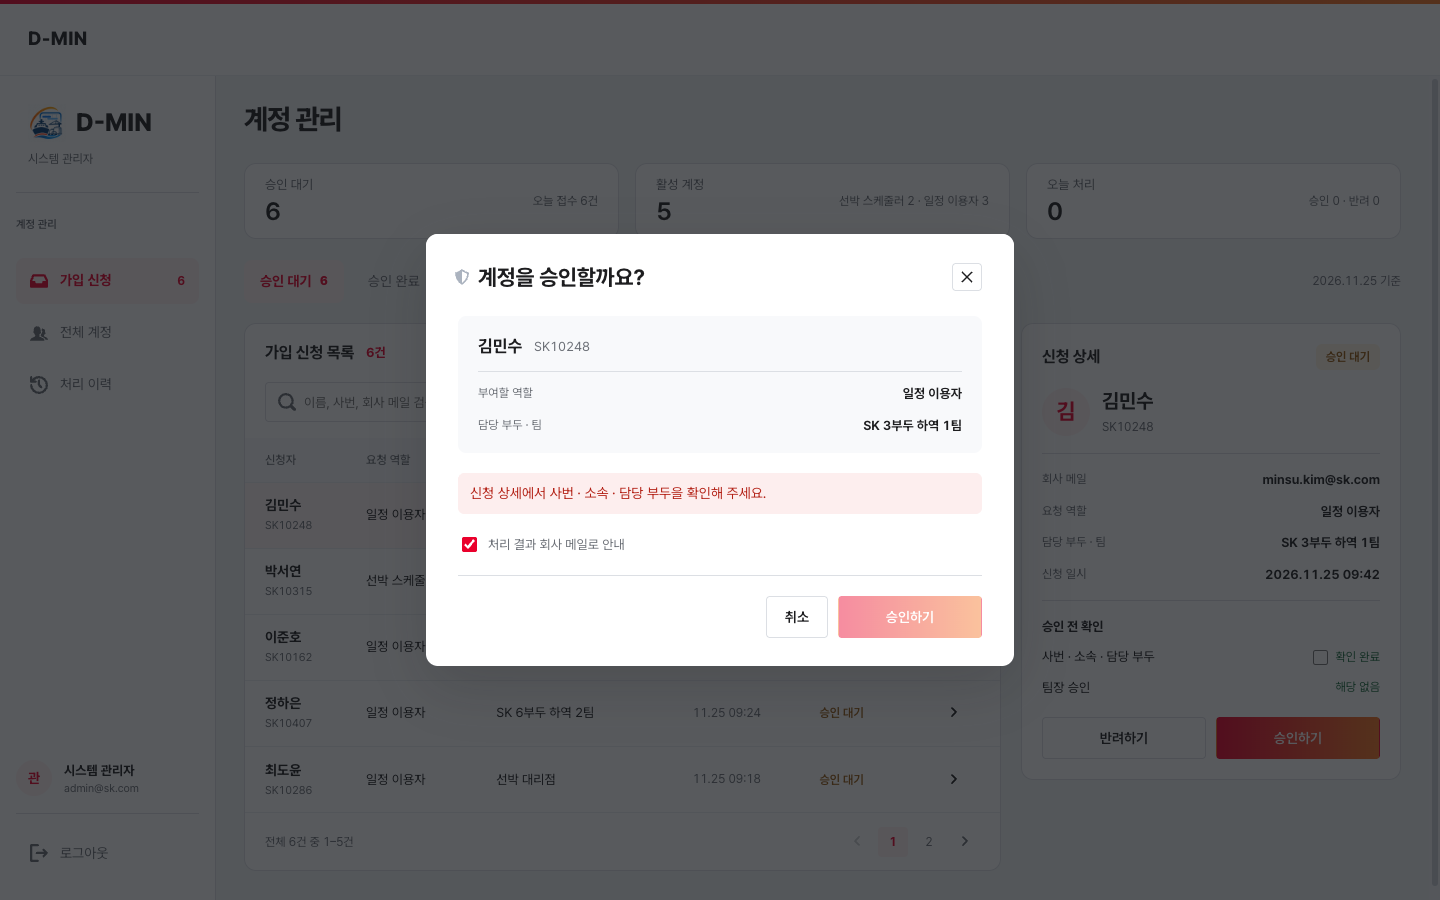 D-MIN
D-MIN
시스템 관리자
계정 관리
가입 신청 6
전체 계정
처리 이력
관
시스템 관리자
admin@sk.com
로그아웃
계정 관리
승인 대기
6
오늘 접수 6건
활성 계정
5
선박 스케줄러 2 · 일정 이용자 3
오늘 처리
0
승인 0 · 반려 0
승인 대기 6
승인 완료
2026.11.25 기준
가입 신청 목록 6건
이름, 사번, 회사 메일 검
신청자 요청 역할
김민수
SK10248
일정 이용자
박서연
SK10315
선박 스케줄
이준호
SK10162
일정 이용자
정하은
SK10407
일정 이용자 SK 6부두 하역 2팀 11.25 09:24 승인 대기
최도윤
SK10286
일정 이용자 선박 대리점 11.25 09:18 승인 대기
전체 6건 중 1–5건
1 2
계정을 승인할까요?
김민수 SK10248
부여할 역할 일정 이용자
담당 부두 · 팀 SK 3부두 하역 1팀
신청 상세에서 사번 · 소속 · 담당 부두을 확인해 주세요.
처리 결과 회사 메일로 안내
취소 승인하기
신청 상세 승인 대기
김
김민수
SK10248
회사 메일 minsu.kim@sk.com
요청 역할 일정 이용자
담당 부두 · 팀 SK 3부두 하역 1팀
신청 일시 2026.11.25 09:42
승인 전 확인
사번 · 소속 · 담당 부두 확인 완료
팀장 승인 해당 없음
반려하기 승인하기